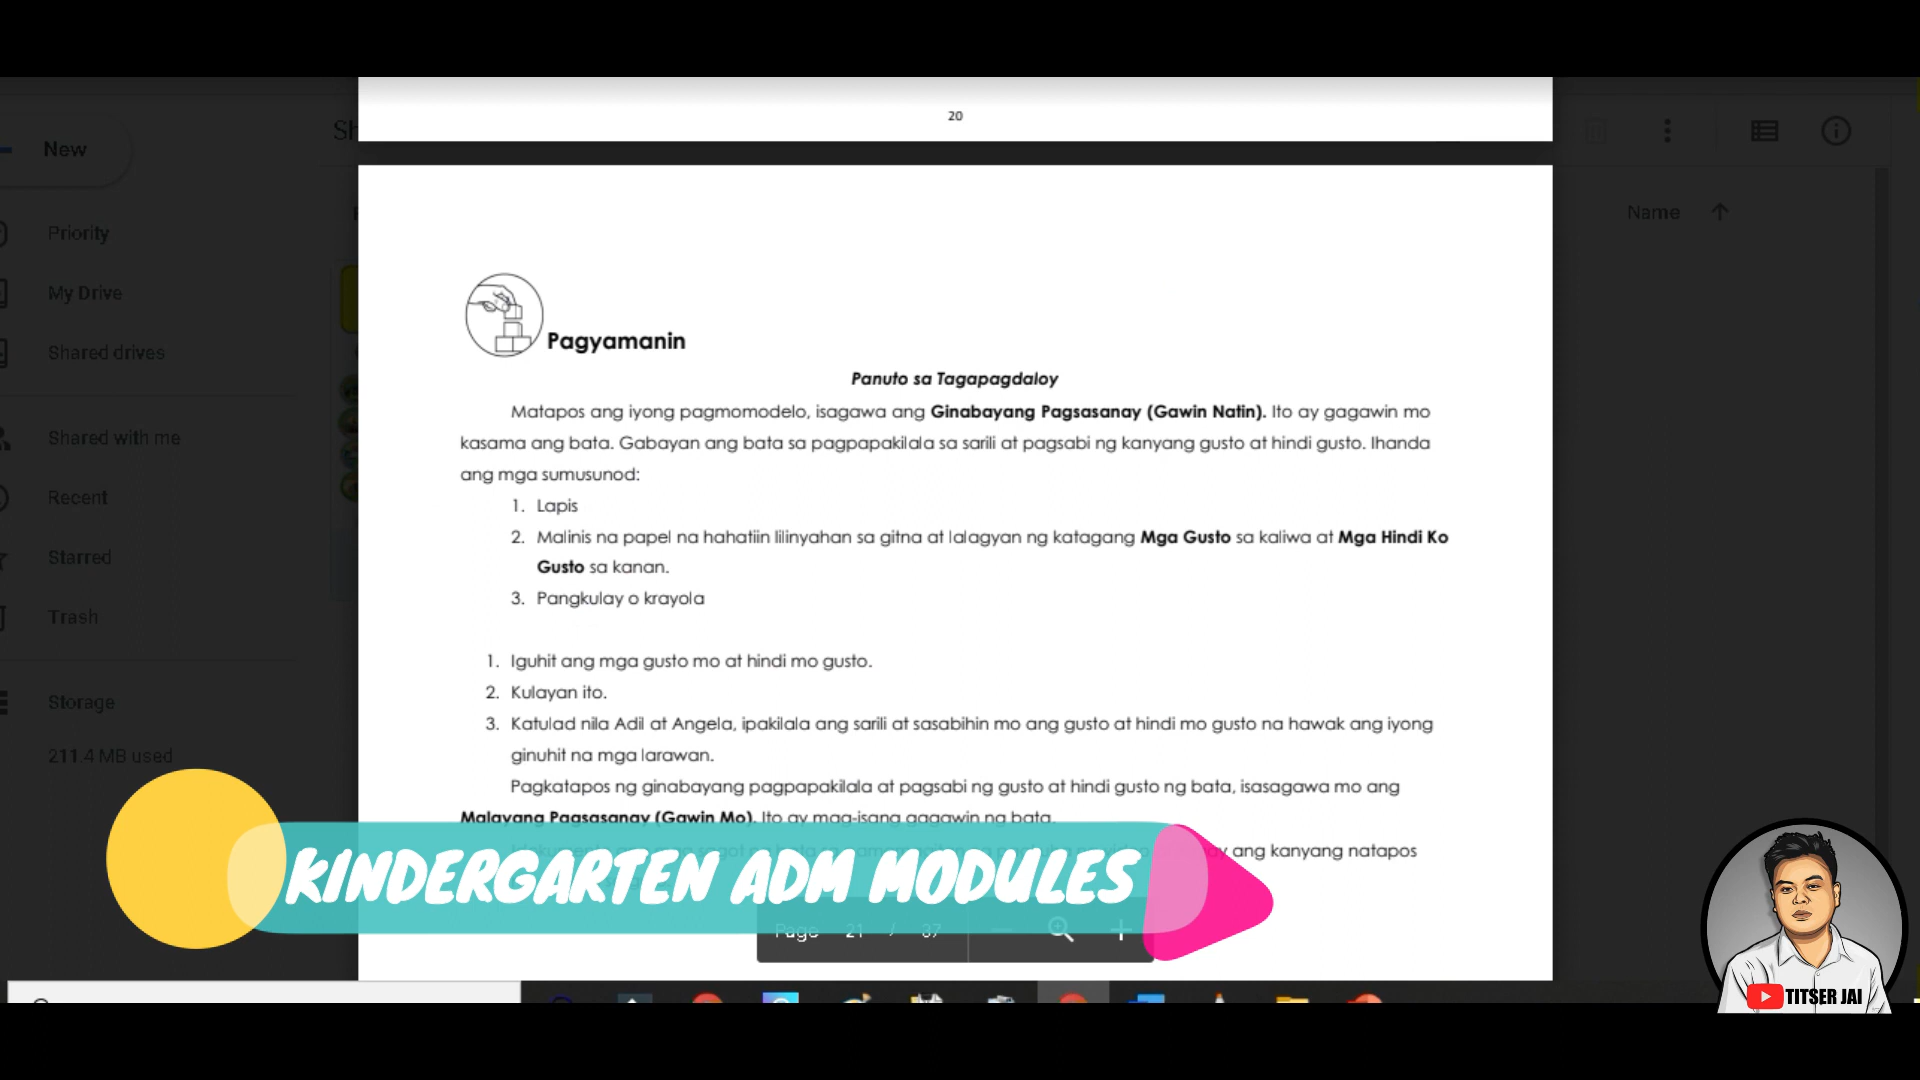 20
New
Priority
My Drive
Shared drives
Shared with me
Recent
Starred
Trash
Storage
211.4 MB used
Name
Pagyamanin
Panuto sa Tagapagdaloy
Matapos ang iyong pagmomodelo, isagawa ang Ginabayang Pagsasanay (Gawin Natin). Ito ay gagawin mo
kasama ang bata. Gabayan ang bata sa pagpapakilala sa sarili at pagsabi ng kanyang gusto at hindi gusto. Ihanda
ang mga sumusunod:
1. Lapis
2. Malinis na papel na hahatiin lilinyahan sa gitna at lalagyan ng katagang Mga Gusto sa kaliwa at Mga Hindi Ko
Gusto sa kanan.
3. Pangkulay o krayola
1. Iguhit ang mga gusto mo at hindi mo gusto.
2. Kulayan ito.
3. Katulad nila Adil at Angela, ipakilala ang sarili at sasabihin mo ang gusto at hindi mo gusto na hawak ang iyong
ginuhit na mga larawan.
Pagkatapos ng ginabayang pagpapakilala at pagsabi ng gusto at hindi gusto ng bata, isasagawa mo ang
Malayang Pagsasanay (Gawin Mo). Ito ay mag-isang gagawin ng bata.
ang kanyang natapos
KINDERGARTEN ADM MODULES
Page 21 / 37
TITSER JAI